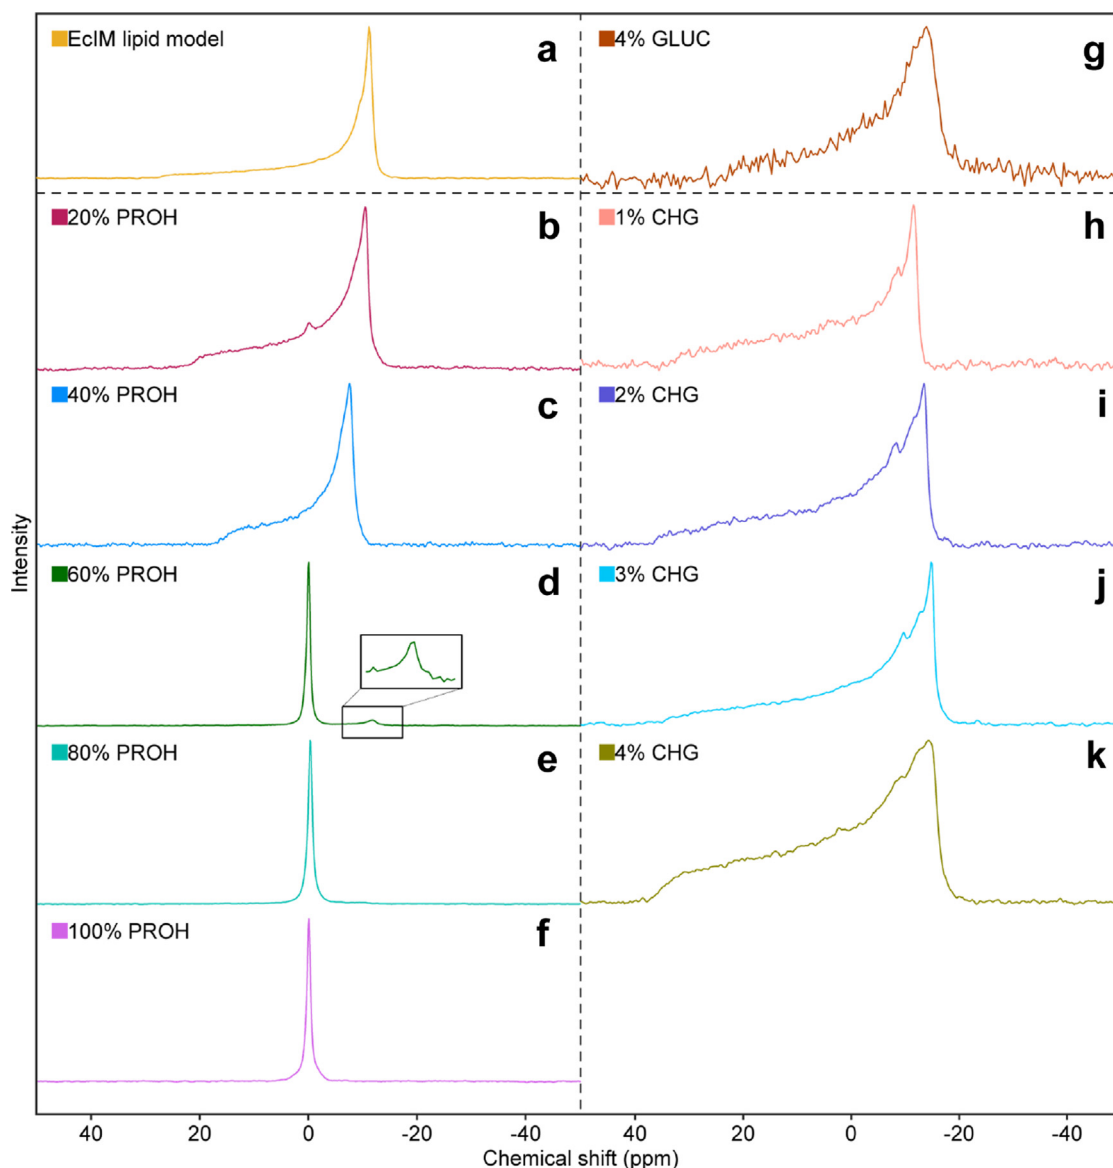 EcIM lipid model
a
4% GLUC
g
20% PROH
b
1% CHG
h
40% PROH
c
2% CHG
i
60% PROH
d
3% CHG
j
80% PROH
e
4% CHG
k
100% PROH
f
Intensity
40 20 0 -20 -40
40 20 0 -20 -40
Chemical shift (ppm)